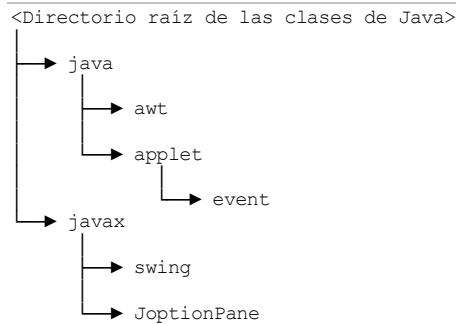 <Directorio raíz de las clases de Java>
java
awt
applet
event
javax
swing
JoptionPane